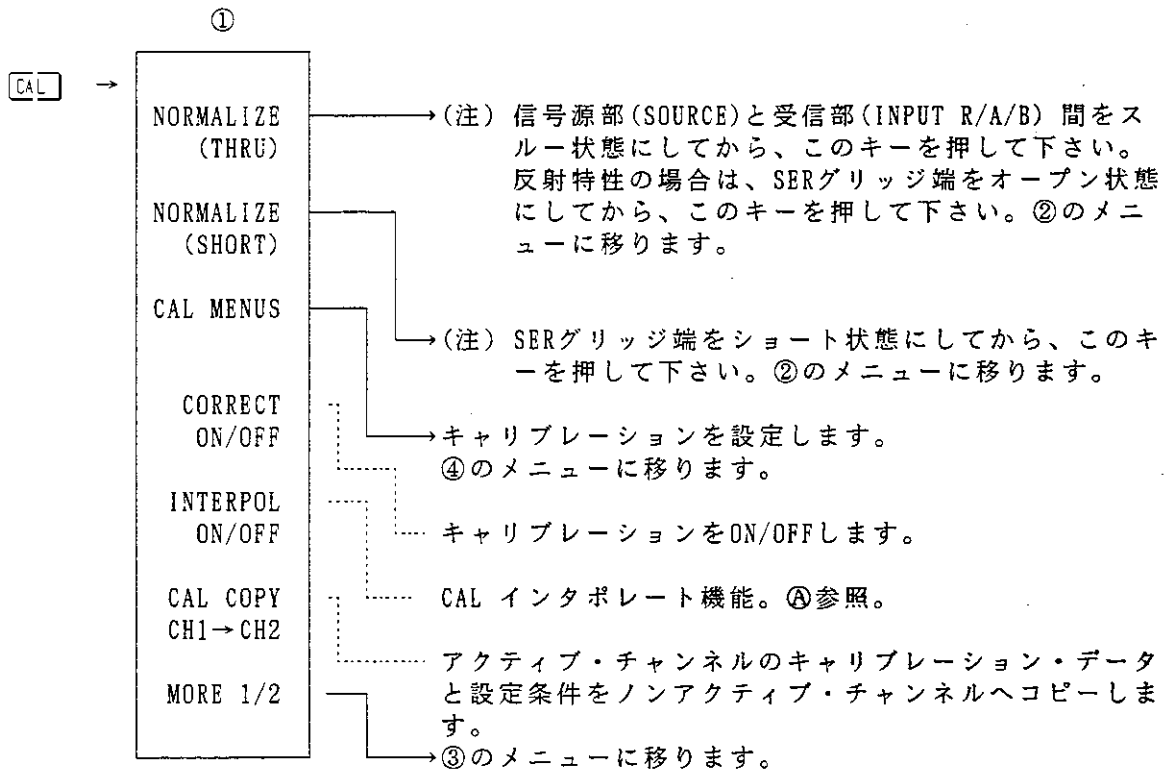 ①
CAL →
NORMALIZE
(THRU)
→(注) 信号源部(SOURCE)と受信部(INPUT R/A/B) 間をス
ルー状態にしてから、このキーを押して下さい。
反射特性の場合は、SERグリッジ端をオープン状態
にしてから、このキーを押して下さい。②のメニ
ューに移ります。
NORMALIZE
(SHORT)
→(注) SERグリッジ端をショート状態にしてから、このキ
ーを押して下さい。②のメニューに移ります。
CAL MENUS
→キャリブレーションを設定します。
④のメニューに移ります。
CORRECT
ON/OFF
キャリブレーションをON/OFFします。
INTERPOL
ON/OFF
CAL インタポレート機能。Ⓐ参照。
CAL COPY
CH1→CH2
アクティブ・チャンネルのキャリブレーション・データ
と設定条件をノンアクティブ・チャンネルへコピーしま
す。
MORE 1/2
→③のメニューに移ります。